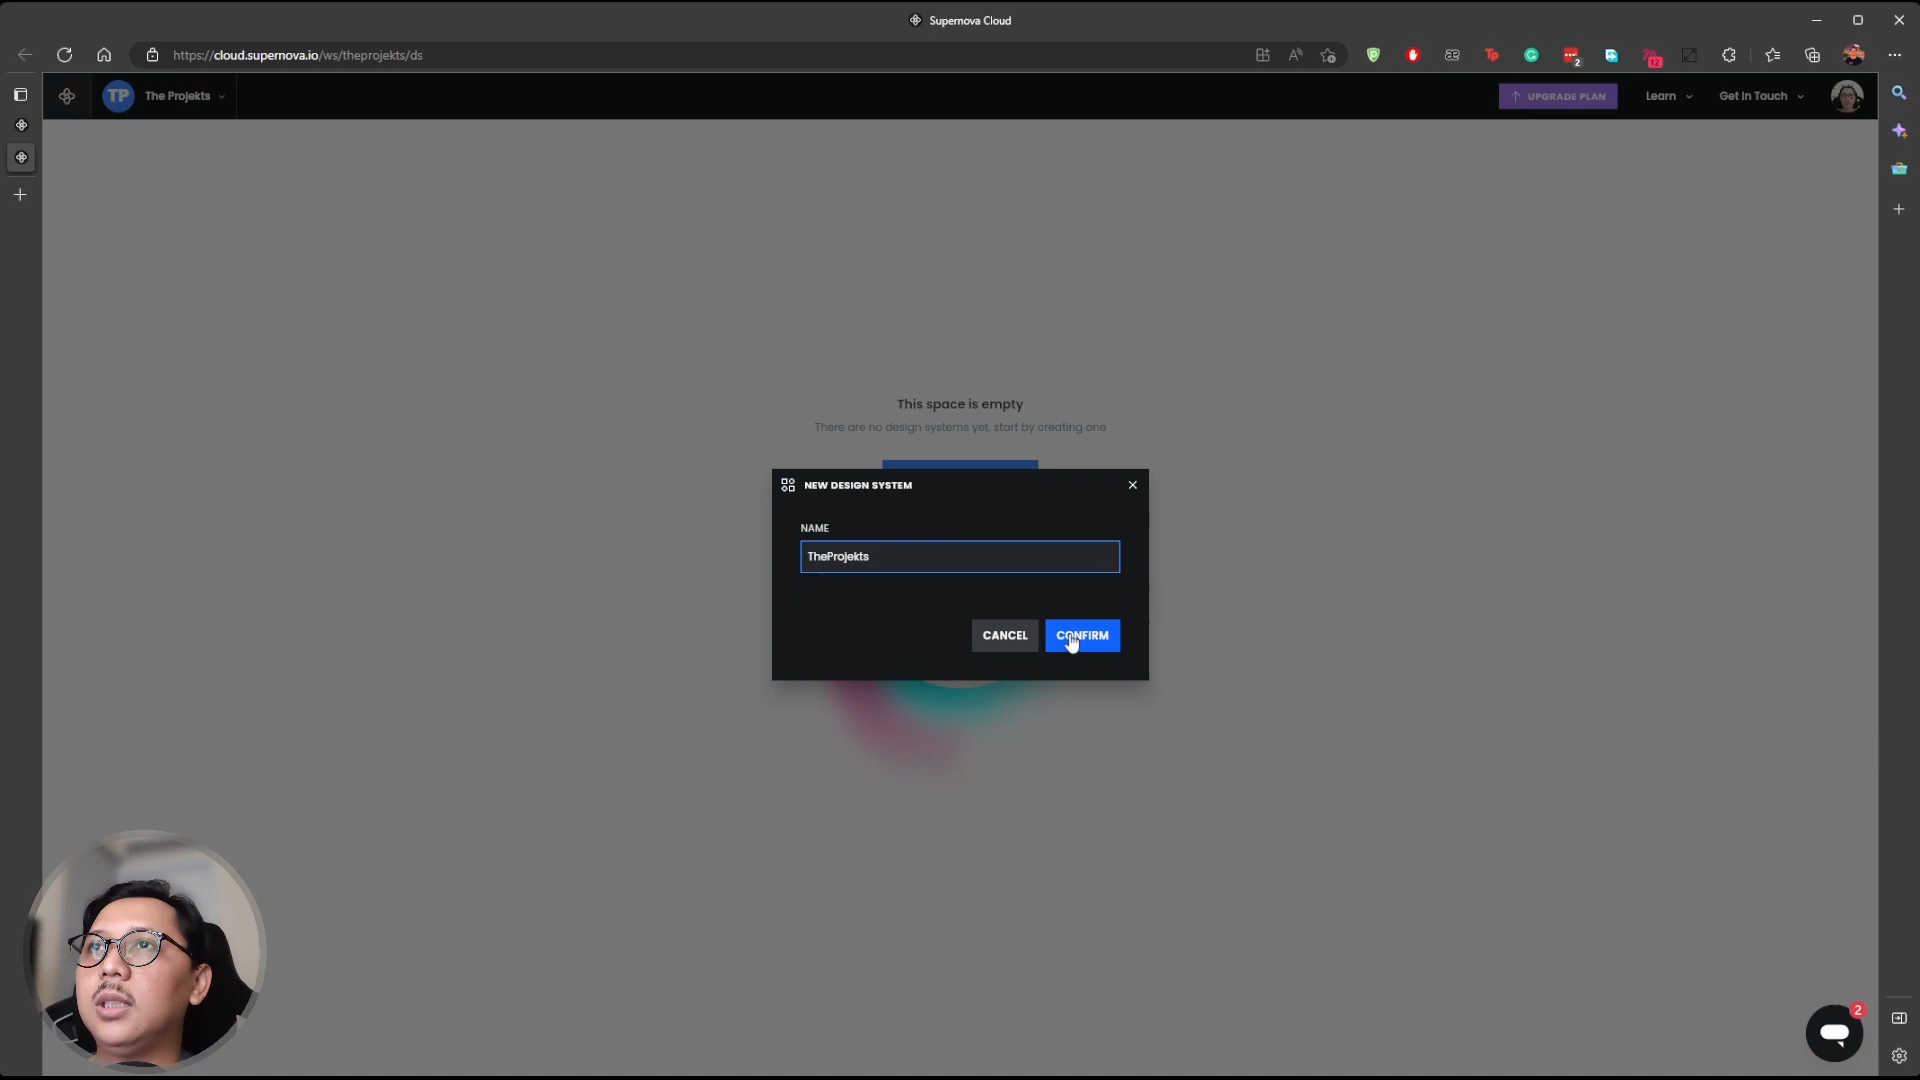 Supernova Cloud
https://cloud.supernova.io/ws/theprojekts/ds
2
12
TP
The Projekts
UPGRADE PLAN
Learn
Get In Touch
This space is empty
There are no design systems yet, start by creating one
NEW DESIGN SYSTEM
NAME
TheProjekts
CANCEL
CONFIRM
2